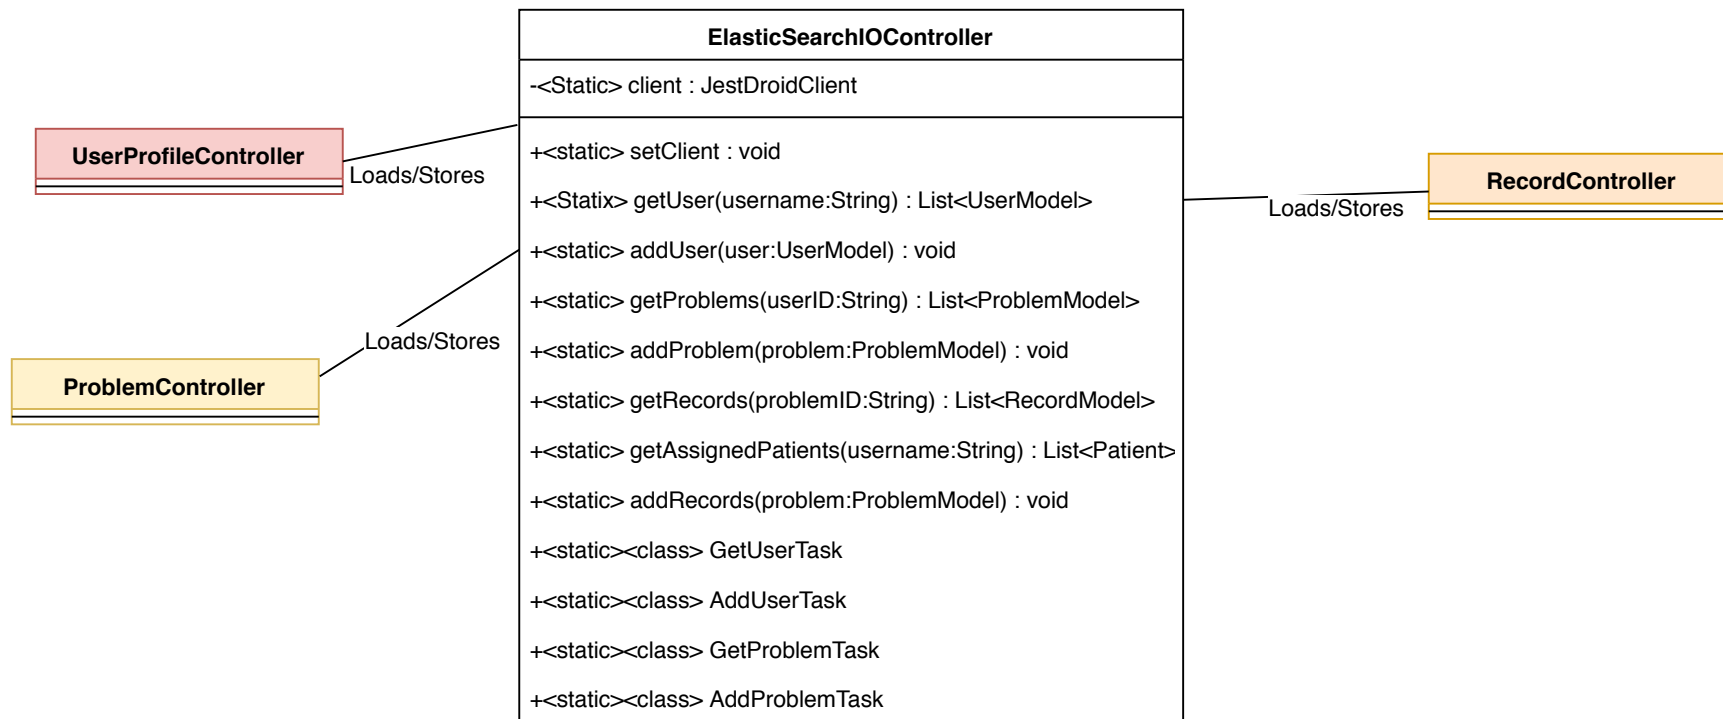 ElasticSearchIOController
-<Static> client : JestDroidClient
UserProfileController
Loads/Stores
+<static> setClient : void
+<Statix> getUser(username:String) : List<UserModel>
RecordController
Loads/Stores
+<static> addUser(user:UserModel) : void
+<static> getProblems(userID:String) : List<ProblemModel>
Loads/Stores
ProblemController
+<static> addProblem(problem:ProblemModel) : void
+<static> getRecords(problemID:String) : List<RecordModel>
+<static> getAssignedPatients(username:String) : List<Patient>
+<static> addRecords(problem:ProblemModel) : void
+<static><class> GetUserTask
+<static><class> AddUserTask
+<static><class> GetProblemTask
+<static><class> AddProblemTask